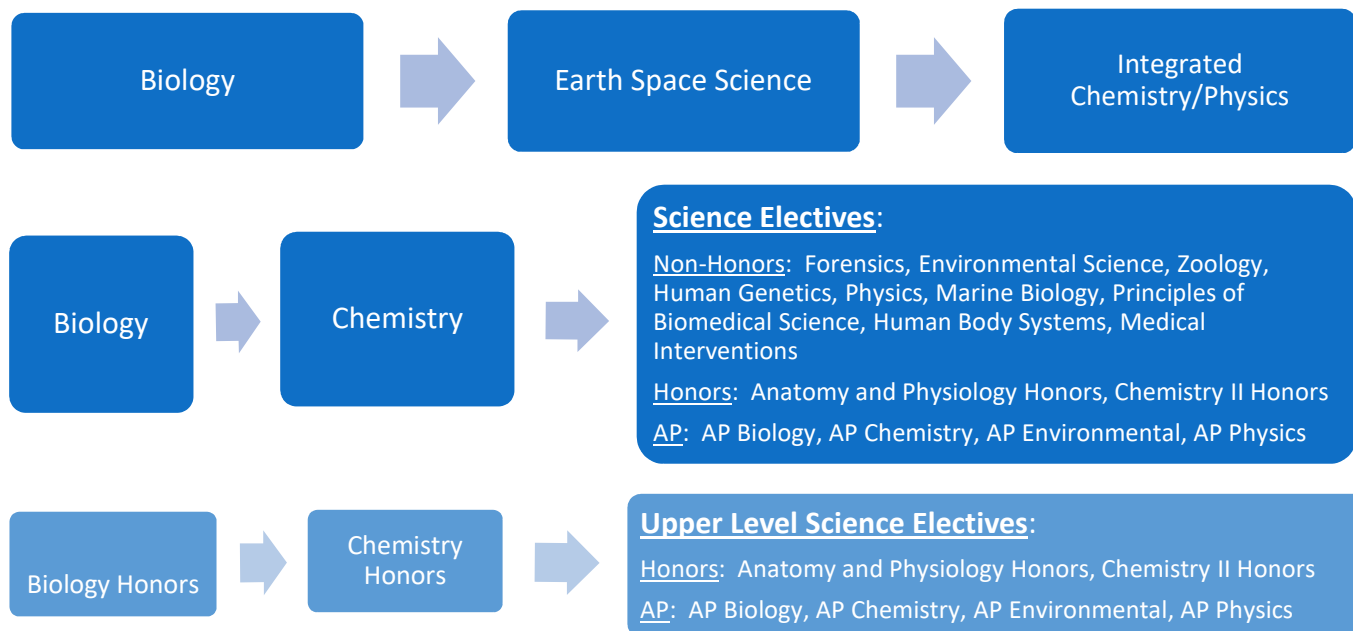 Biology
Earth Space Science
Integrated
Chemistry/Physics
Biology
Chemistry
Science Electives:
Non-Honors: Forensics, Environmental Science, Zoology,
Human Genetics, Physics, Marine Biology, Principles of
Biomedical Science, Human Body Systems, Medical
Interventions
Honors: Anatomy and Physiology Honors, Chemistry II Honors
AP: AP Biology, AP Chemistry, AP Environmental, AP Physics
Biology Honors
Chemistry
Honors
Upper Level Science Electives:
Honors: Anatomy and Physiology Honors, Chemistry II Honors
AP: AP Biology, AP Chemistry, AP Environmental, AP Physics